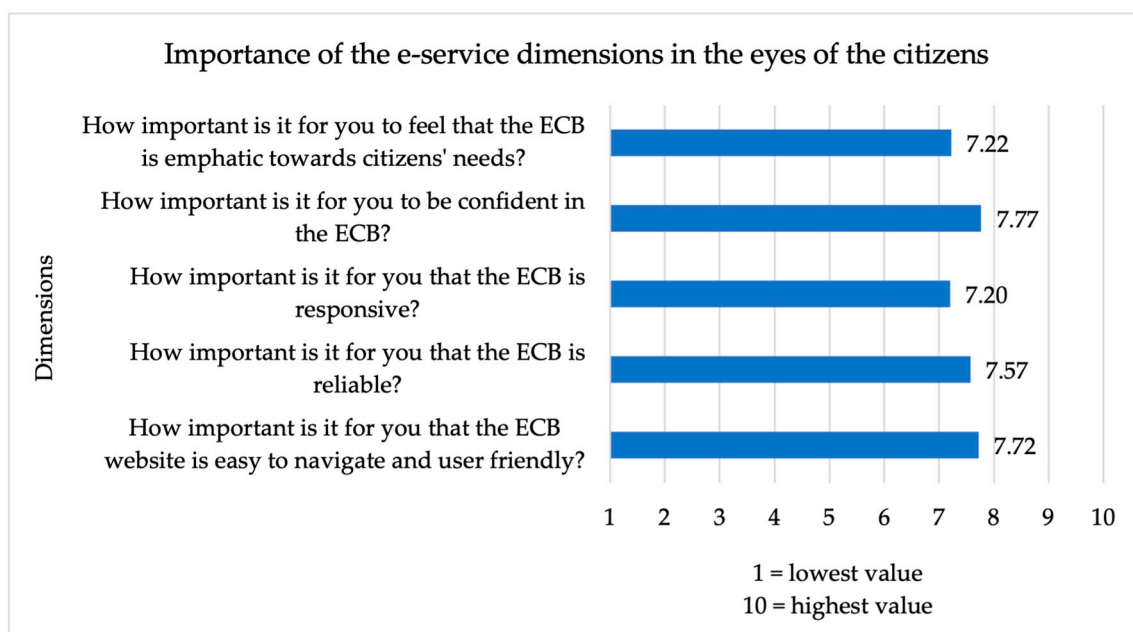 Importance of the e-service dimensions in the eyes of the citizens
How important is it for you to feel that the ECB
is emphatic towards citizens' needs?
7.22
How important is it for you to be confident in
the ECB?
7.77
How important is it for you that the ECB is
responsive?
7.20
How important is it for you that the ECB is
reliable?
7.57
How important is it for you that the ECB
website is easy to navigate and user friendly?
7.72
Dimensions
1 2 3 4 5 6 7 8 9 10
1 = lowest value
10 = highest value